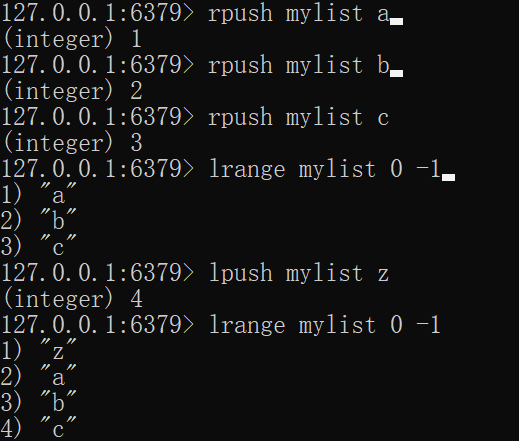 127.0.0.1:6379> rpush mylist a
(integer) 1
127.0.0.1:6379> rpush mylist b
(integer) 2
127.0.0.1:6379> rpush mylist c
(integer) 3
127.0.0.1:6379> lrange mylist 0 -1
1) "a"
2) "b"
3) "c"
127.0.0.1:6379> lpush mylist z
(integer) 4
127.0.0.1:6379> lrange mylist 0 -1
1) "z"
2) "a"
3) "b"
4) "c"